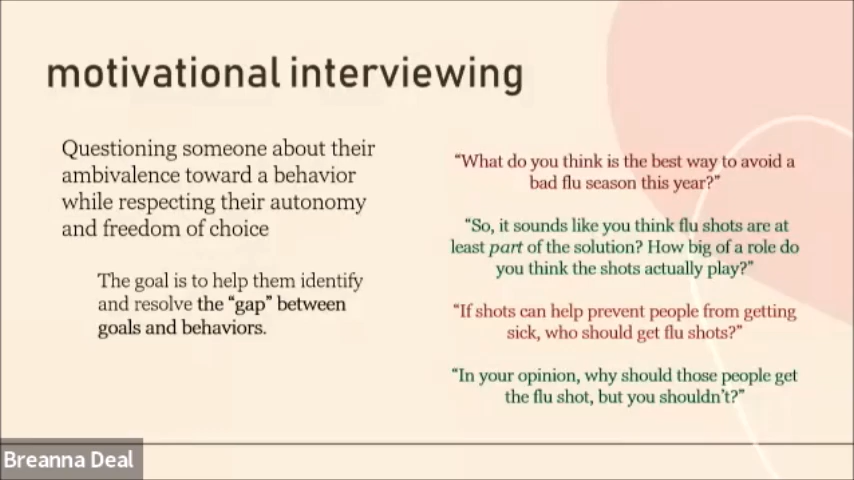 motivational interviewing
Questioning someone about their
ambivalence toward a behavior
while respecting their autonomy
and freedom of choice
The goal is to help them identify
and resolve the “gap” between
goals and behaviors.
“What do you think is the best way to avoid a
bad flu season this year?”
“So, it sounds like you think flu shots are at
least part of the solution? How big of a role do
you think the shots actually play?”
“If shots can help prevent people from getting
sick, who should get flu shots?”
“In your opinion, why should those people get
the flu shot, but you shouldn’t?”
Breanna Deal